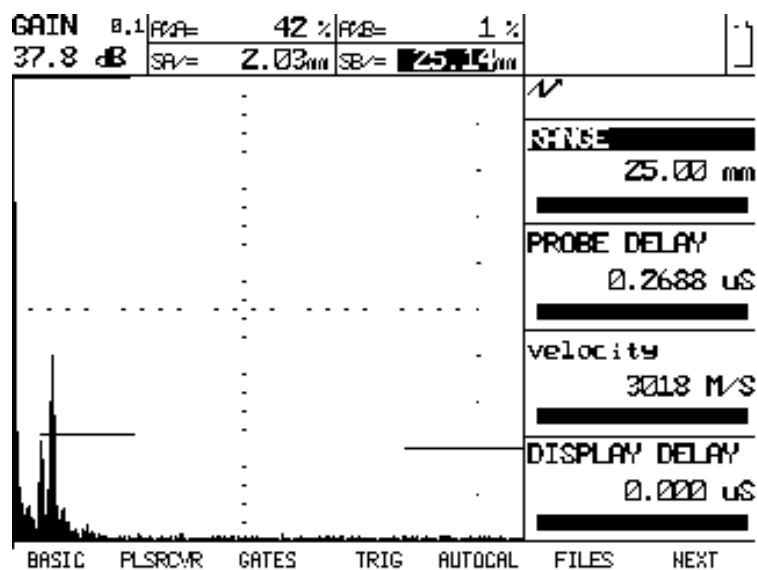 GAIN 0.1 A%A= 42 % A%B= 1 %
37.8 dB SA/= 2.03mm SB/= 25.14mm
RANGE
25.00 mm
PROBE DELAY
0.2688 uS
velocity
3018 M/S
DISPLAY DELAY
0.000 uS
BASIC PLSRCVR GATES TRIG AUTOCAL FILES NEXT